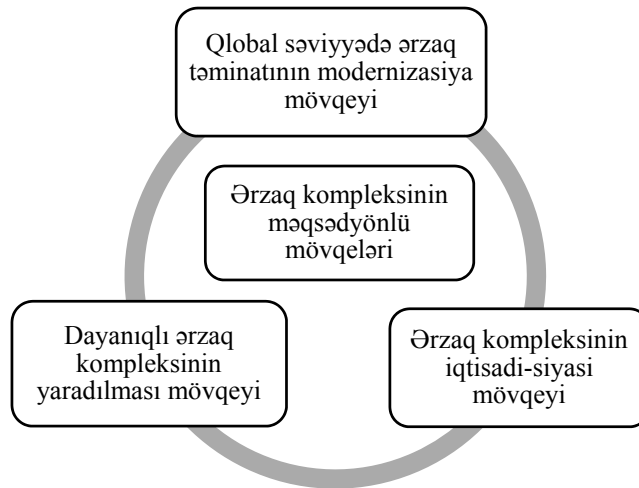 Qlobal səviyyədə ərzaq
təminatının modernizasiya
mövqeyi
Ərzaq kompleksinin
məqsədyönlü
mövqeləri
Dayanıqlı ərzaq
kompleksinin
yaradılması mövqeyi
Ərzaq kompleksinin
iqtisadi-siyasi
mövqeyi